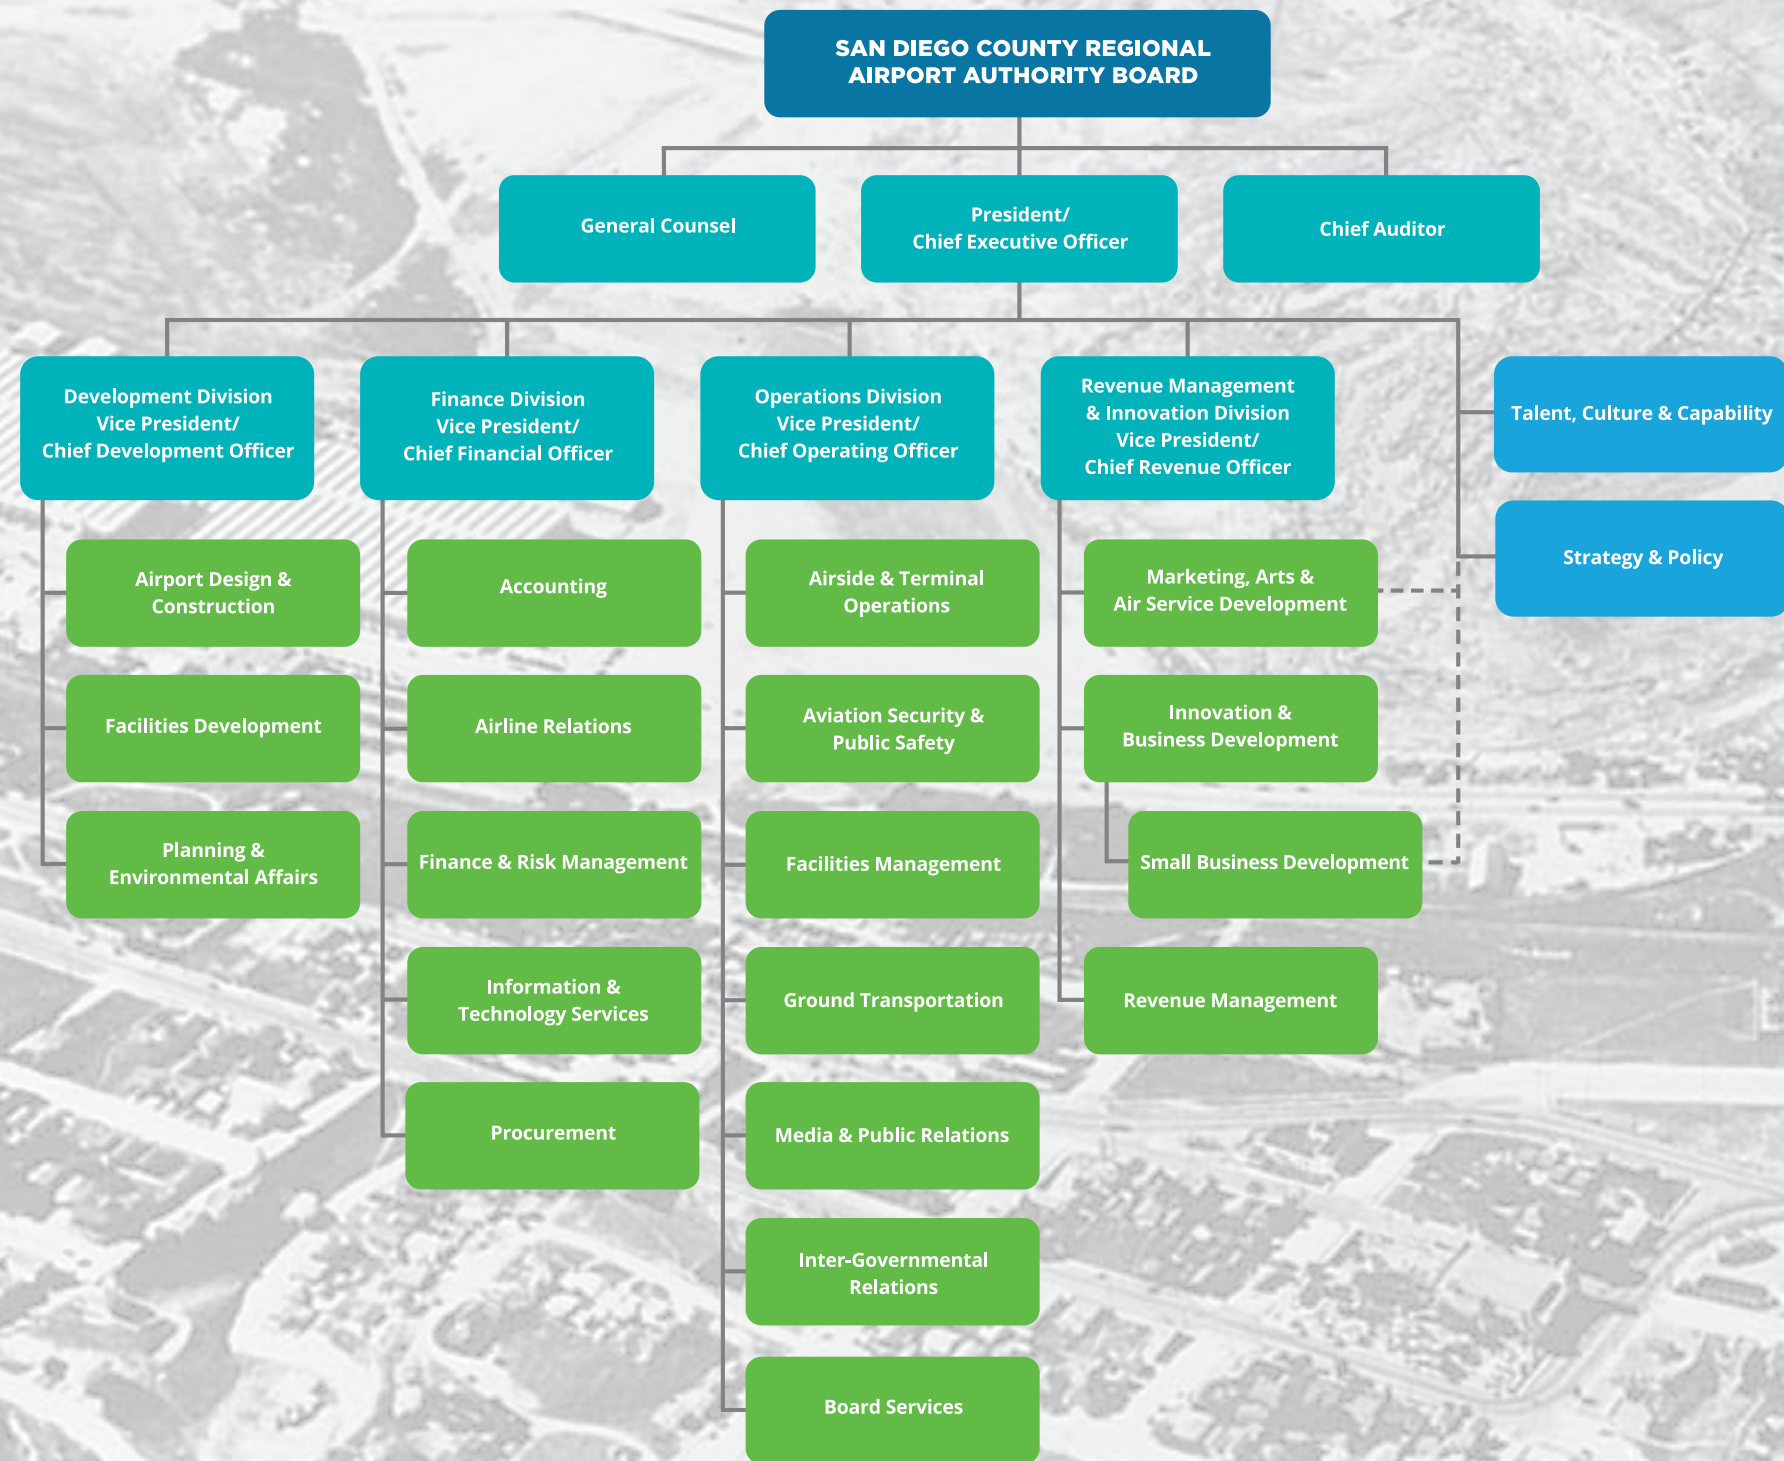 SAN DIEGO COUNTY REGIONAL
AIRPORT AUTHORITY BOARD
General Counsel
President/
Chief Executive Officer
Chief Auditor
Development Division
Vice President/
Chief Development Officer
Finance Division
Vice President/
Chief Financial Officer
Operations Division
Vice President/
Chief Operating Officer
Revenue Management
& Innovation Division
Vice President/
Chief Revenue Officer
Talent, Culture & Capability
Strategy & Policy
Airport Design &
Construction
Facilities Development
Planning &
Environmental Affairs
Accounting
Airline Relations
Finance & Risk Management
Information &
Technology Services
Procurement
Airside & Terminal
Operations
Aviation Security &
Public Safety
Facilities Management
Ground Transportation
Media & Public Relations
Inter-Governmental
Relations
Board Services
Marketing, Arts &
Air Service Development
Innovation &
Business Development
Small Business Development
Revenue Management